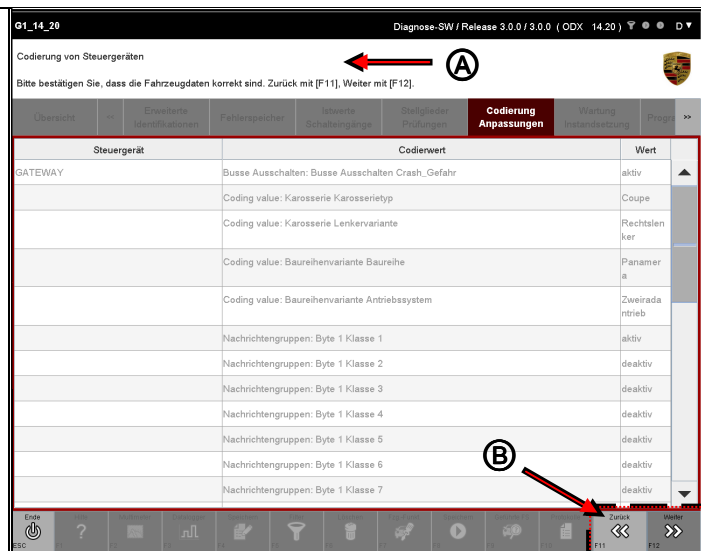 G1_14_20 Diagnose-SW / Release 3.0.0 / 3.0.0 ( ODX 14.20 ) D
Codierung von Steuergeräten
A
Bitte bestätigen Sie, dass die Fahrzeugdaten korrekt sind. Zurück mit [F11], Weiter mit [F12].
Übersicht << Erweiterte Identifikationen Fehlerspeicher Istwerte Schalteingänge Stellglieder Prüfungen Codierung Anpassungen Wartung Instandsetzung Progra >>
Steuergerät Codierwert Wert
GATEWAY Busse Ausschalten: Busse Ausschalten Crash_Gefahr aktiv
Coding value: Karosserie Karosserietyp Coupe
Coding value: Karosserie Lenkervariante Rechtslen
ker
Coding value: Baureihenvariante Baureihe Panamer
a
Coding value: Baureihenvariante Antriebssystem Zweirada
ntrieb
Nachrichtengruppen: Byte 1 Klasse 1 aktiv
Nachrichtengruppen: Byte 1 Klasse 2 deaktiv
Nachrichtengruppen: Byte 1 Klasse 3 deaktiv
Nachrichtengruppen: Byte 1 Klasse 4 deaktiv
Nachrichtengruppen: Byte 1 Klasse 5 deaktiv
Nachrichtengruppen: Byte 1 Klasse 6 deaktiv
B
Nachrichtengruppen: Byte 1 Klasse 7 deaktiv
Ende Hilfe Zurück Weiter
ESC F11 F12